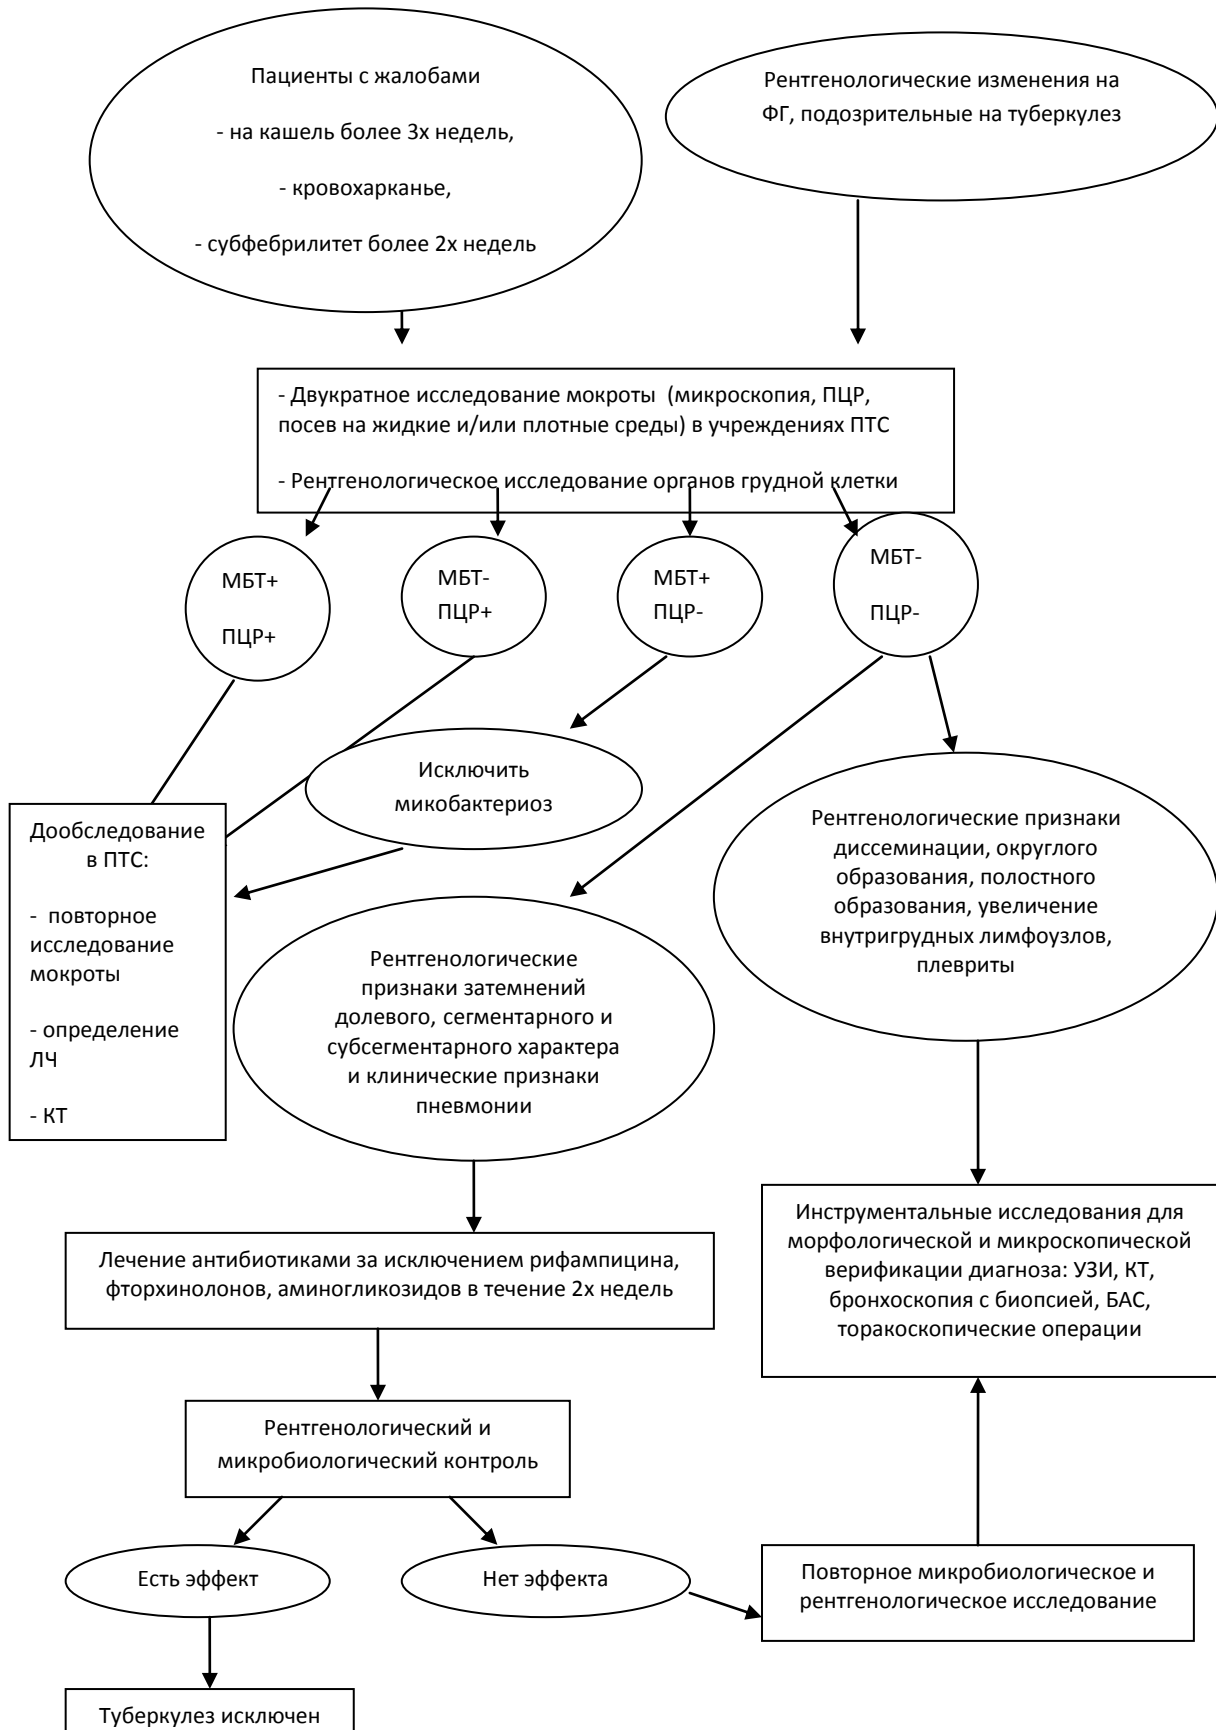 Пациенты с жалобами
- на кашель более 3х недель,
- кровохарканье,
- субфебрилитет более 2х недель
Рентгенологические изменения на
ФГ, подозрительные на туберкулез
- Двукратное исследование мокроты (микроскопия, ПЦР,
посев на жидкие и/или плотные среды) в учреждениях ПТС
- Рентгенологическое исследование органов грудной клетки
МБТ+
ПЦР+
МБТ-
ПЦР+
МБТ+
ПЦР-
МБТ-
ПЦР-
Исключить
микобактериоз
Дообследование
в ПТС:
- повторное
исследование
мокроты
- определение
ЛЧ
- КТ
Рентгенологические
признаки затемнений
долевого, сегментарного и
субсегментарного характера
и клинические признаки
пневмонии
Рентгенологические признаки
диссеминации, округлого
образования, полостного
образования, увеличение
внутригрудных лимфоузлов,
плевриты
Лечение антибиотиками за исключением рифампицина,
фторхинолонов, аминогликозидов в течение 2х недель
Инструментальные исследования для
морфологической и микроскопической
верификации диагноза: УЗИ, КТ,
бронхоскопия с биопсией, БАС,
торакоскопические операции
Рентгенологический и
микробиологический контроль
Есть эффект
Нет эффекта
Повторное микробиологическое и
рентгенологическое исследование
Туберкулез исключен